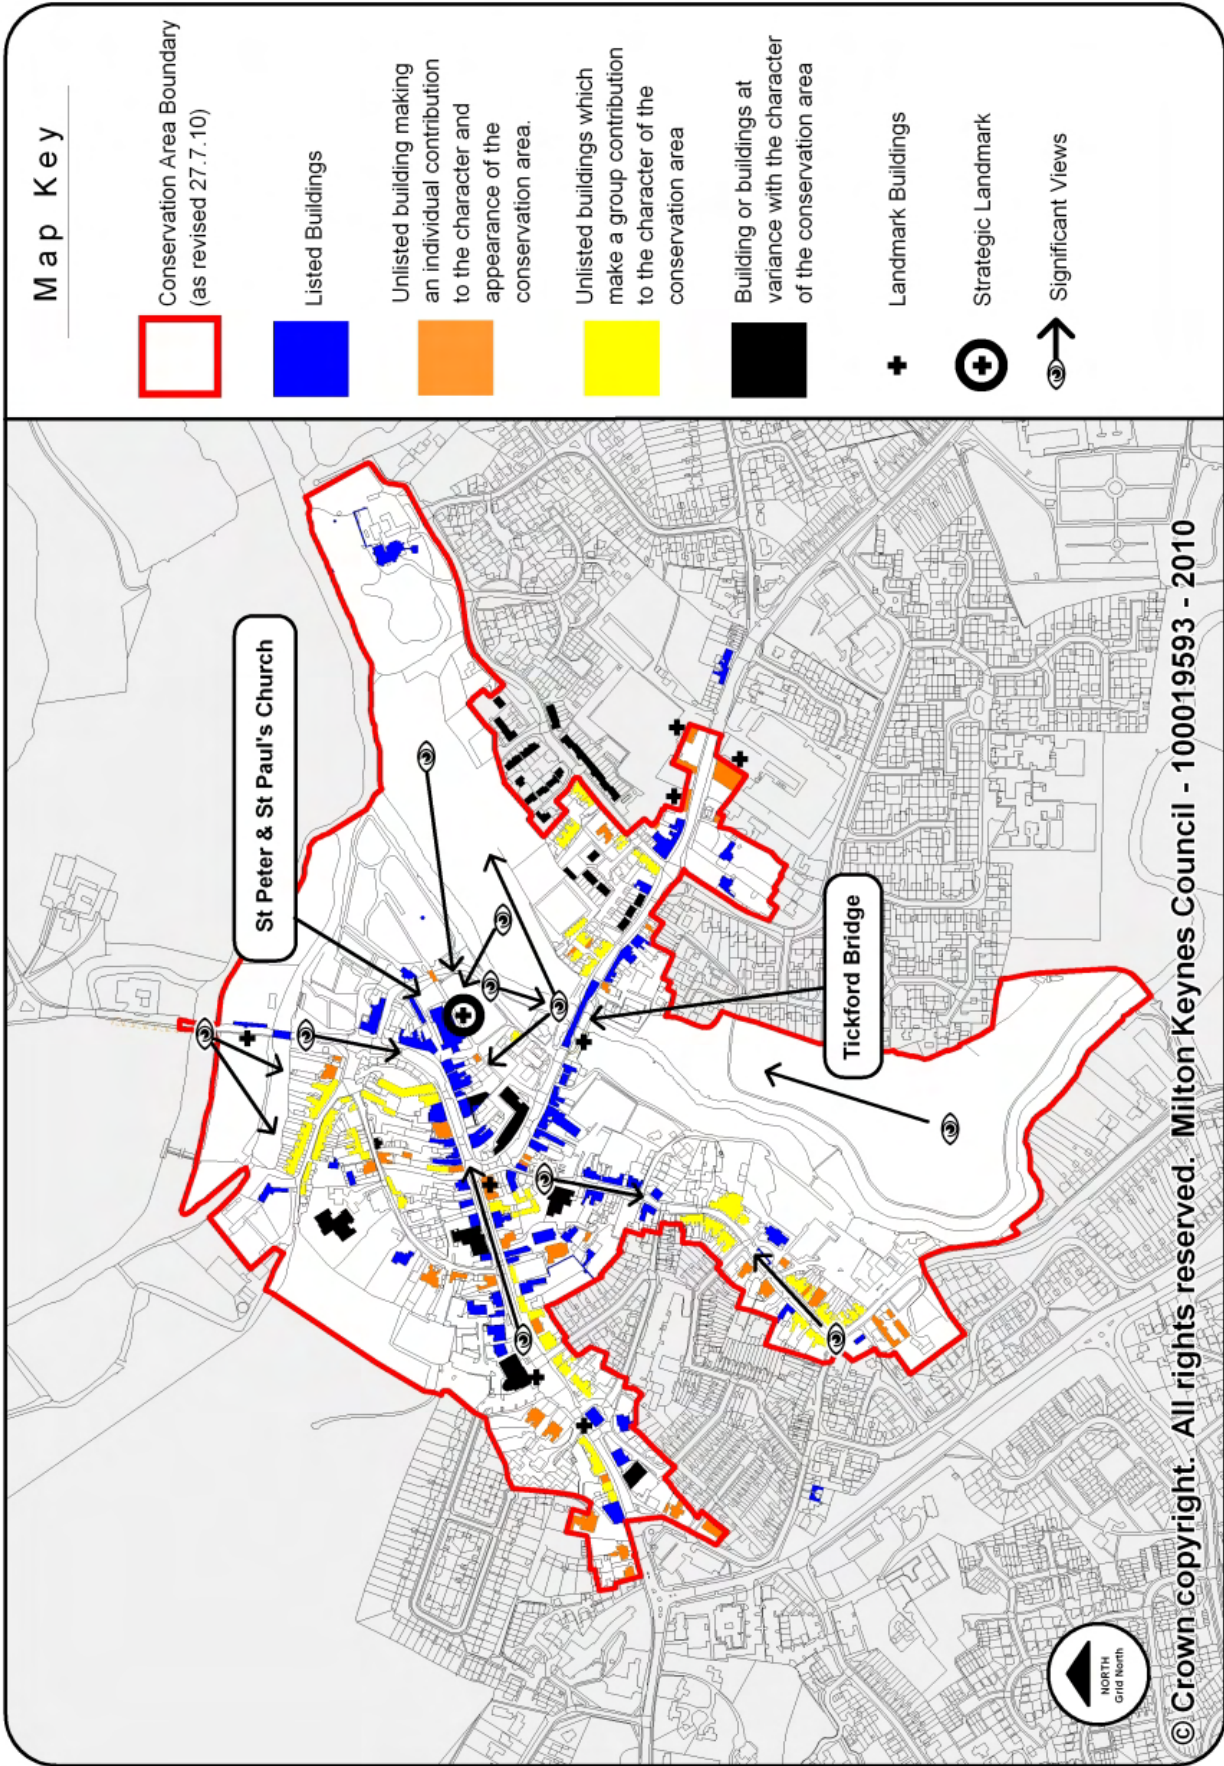 Map Key
Conservation Area Boundary
(as revised 27.7.10)
Listed Buildings
Unlisted building making
an individual contribution
to the character and
appearance of the
conservation area.
Unlisted buildings which
make a group contribution
to the character of the
conservation area
Building or buildings at
variance with the character
of the conservation area
Landmark Buildings
Strategic Landmark
Significant Views
St Peter & St Paul's Church
Tickford Bridge
NORTH
Grid North
© Crown copyright. All rights reserved. Milton Keynes Council - 100019593 - 2010